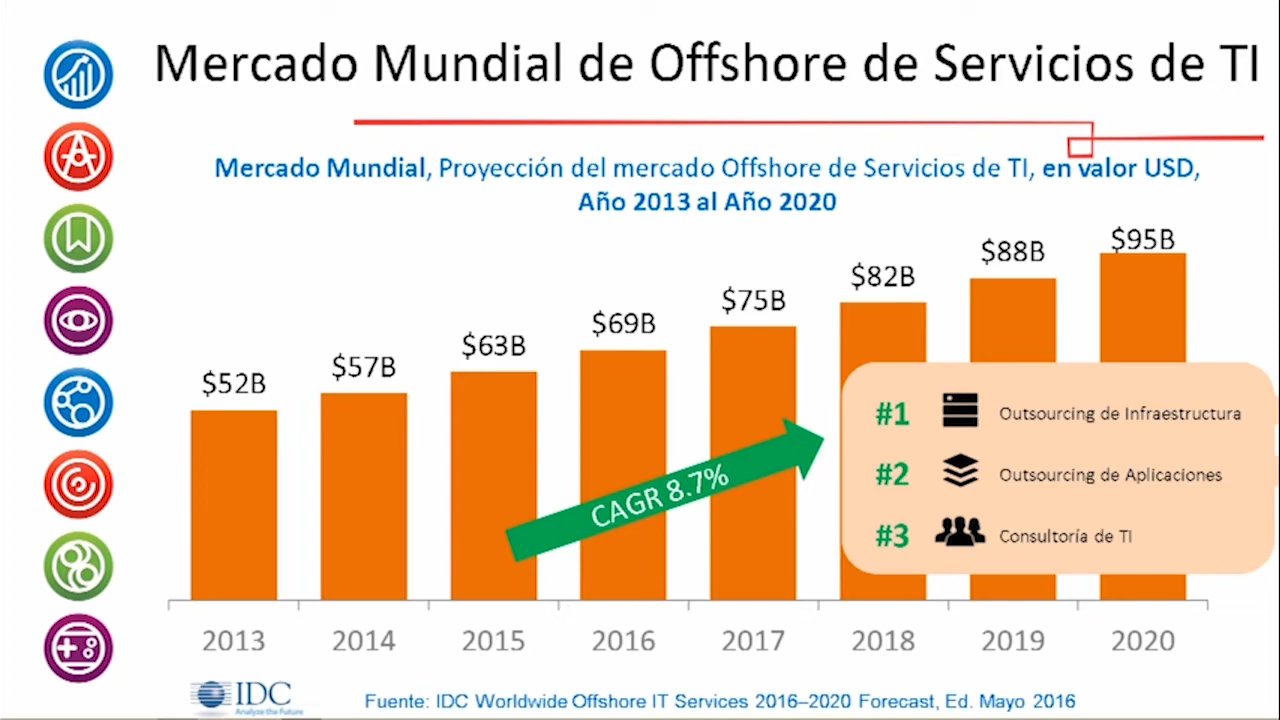 Mercado Mundial de Offshore de Servicios de TI
Mercado Mundial, Proyección del mercado Offshore de Servicios de TI, en valor USD,
Año 2013 al Año 2020
$52B
$57B
$63B
$69B
$75B
$82B
$88B
$95B
CAGR 8.7%
#1 Outsourcing de Infraestructura
#2 Outsourcing de Aplicaciones
#3 Consultoría de TI
2013 2014 2015 2016 2017 2018 2019 2020
IDC
Analyze the Future
Fuente: IDC Worldwide Offshore IT Services 2016–2020 Forecast, Ed. Mayo 2016